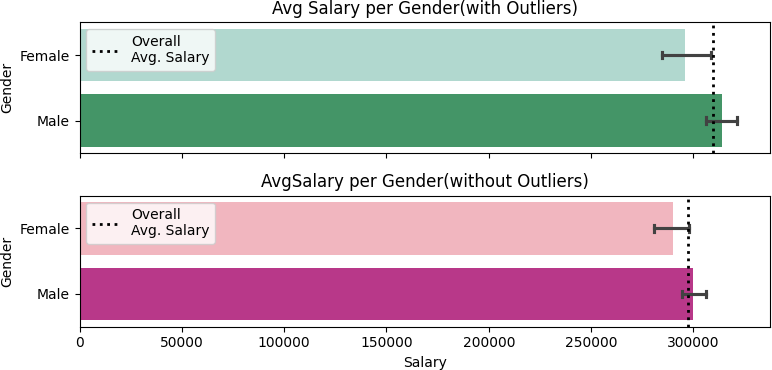 Avg Salary per Gender(with Outliers)
Gender
Female
Male
Overall
Avg. Salary
AvgSalary per Gender(without Outliers)
Gender
Female
Male
Overall
Avg. Salary
0 50000 100000 150000 200000 250000 300000
Salary